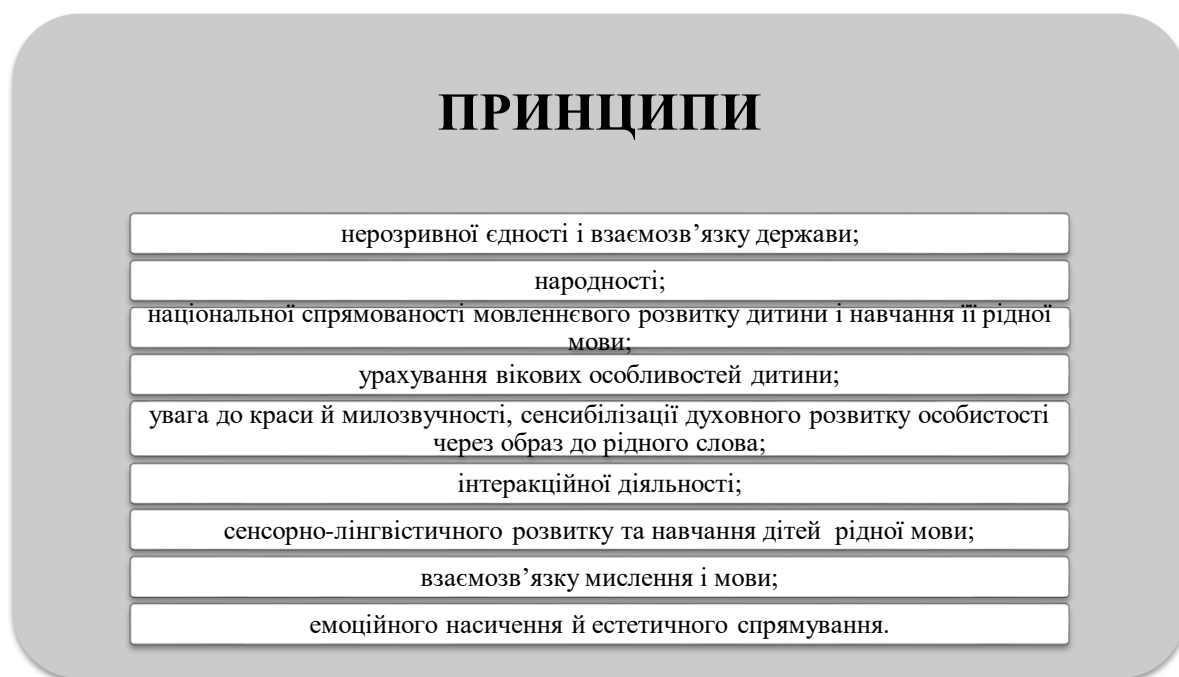 ПРИНЦИПИ
нерозривної єдності і взаємозв’язку держави;
народності;
національної спрямованості мовленнєвого розвитку дитини і навчання її рідної
мови;
урахування вікових особливостей дитини;
увага до краси й милозвучності, сенсибілізації духовного розвитку особистості
через образ до рідного слова;
інтеракційної діяльності;
сенсорно-лінгвістичного розвитку та навчання дітей рідної мови;
взаємозв’язку мислення і мови;
емоційного насичення й естетичного спрямування.